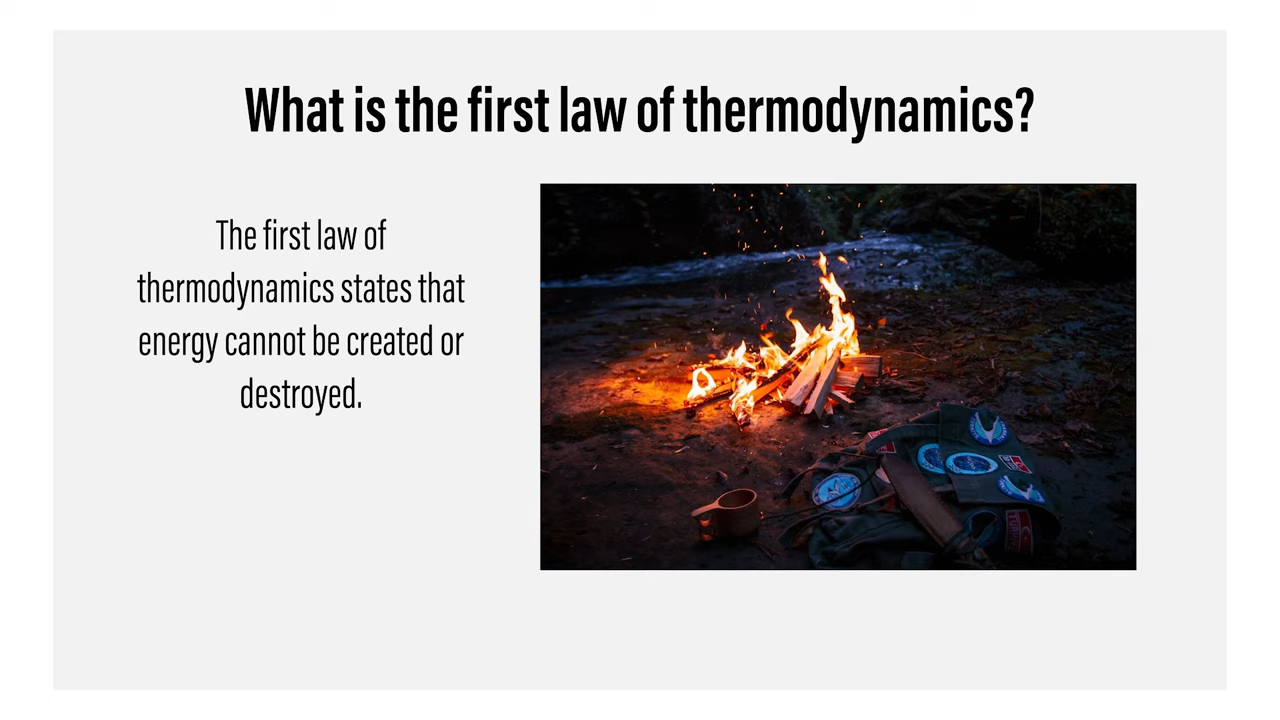 What is the first law of thermodynamics?
The first law of
thermodynamics states that
energy cannot be created or
destroyed.